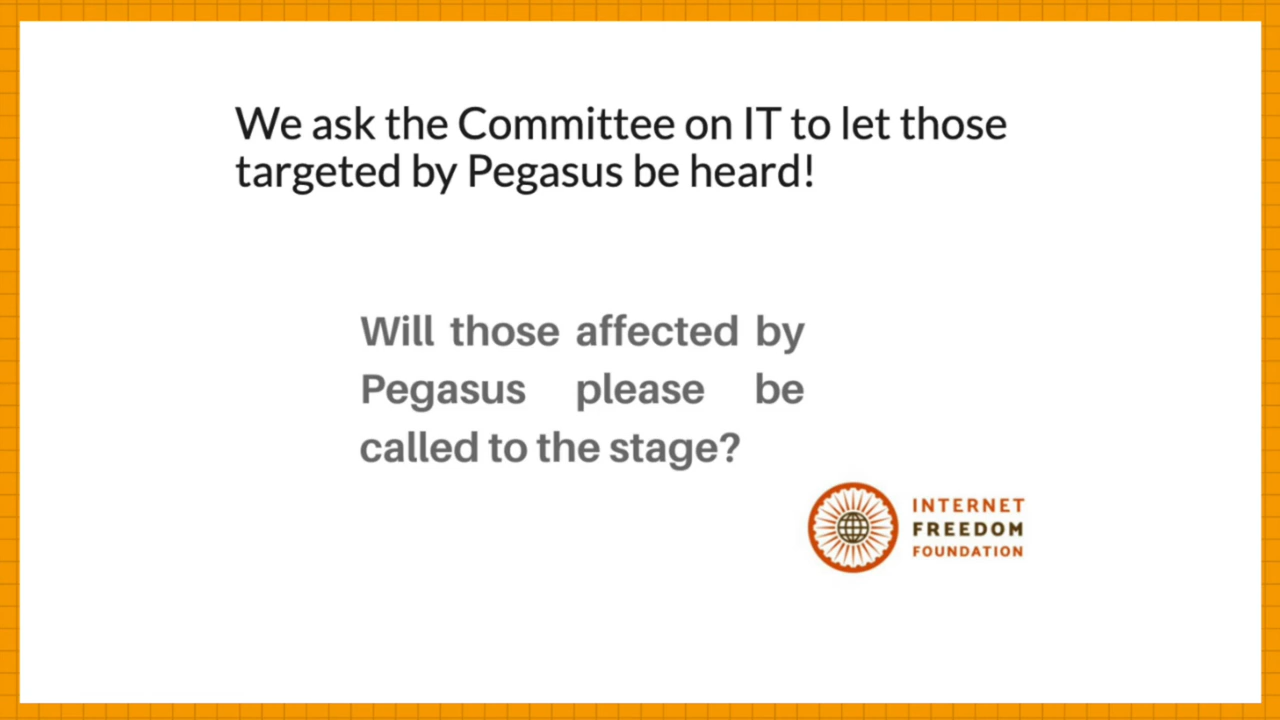 We ask the Committee on IT to let those
targeted by Pegasus be heard!
Will those affected by
Pegasus please be
called to the stage?
INTERNET
FREEDOM
FOUNDATION